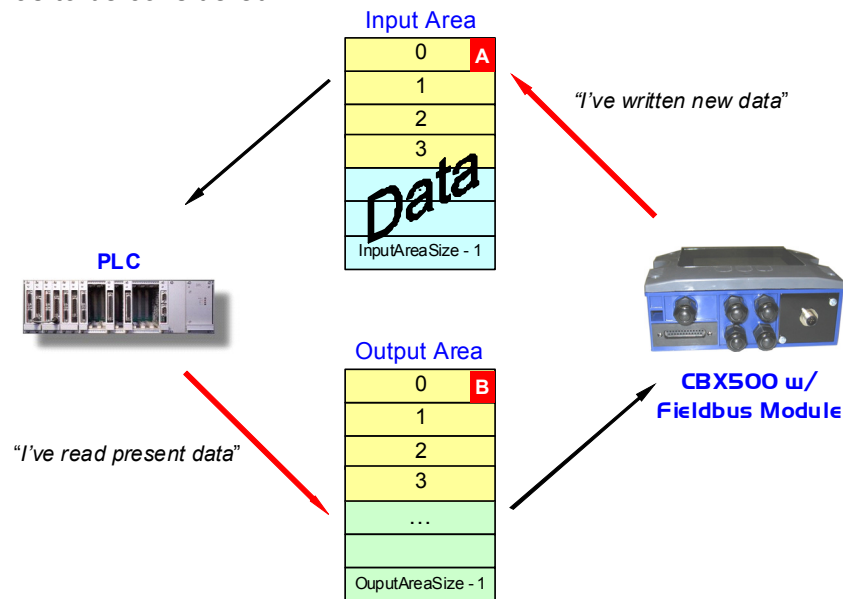 Input Area
0 A
1
2
3
Data
InputAreaSize - 1
"I've written new data"
PLC
CBX500 w/
Fieldbus Module
Output Area
0 B
1
2
3
...
OuputAreaSize - 1
"I've read present data"